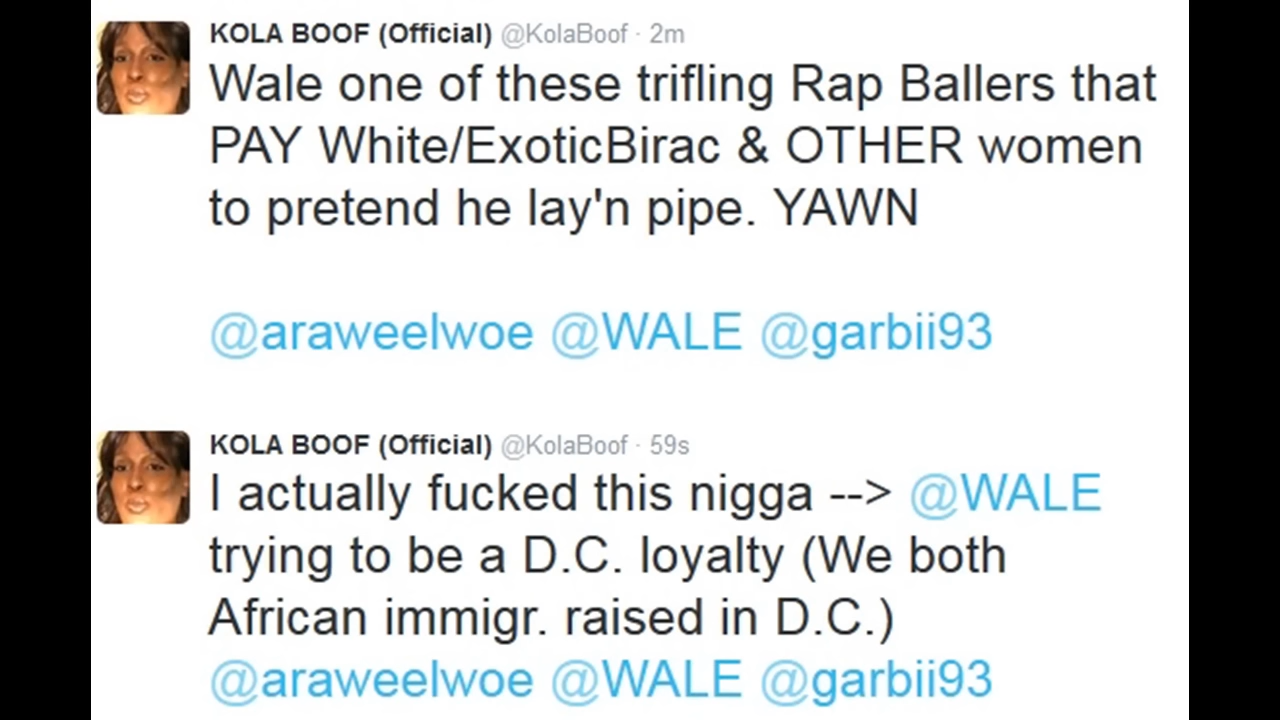 KOLA BOOF (Official) @KolaBoof · 2m
Wale one of these trifling Rap Ballers that
PAY White/ExoticBirac & OTHER women
to pretend he lay'n pipe. YAWN
@araweelwoe @WALE @garbii93
KOLA BOOF (Official) @KolaBoof · 59s
I actually fucked this nigga --> @WALE
trying to be a D.C. loyalty (We both
African immigr. raised in D.C.)
@araweelwoe @WALE @garbii93